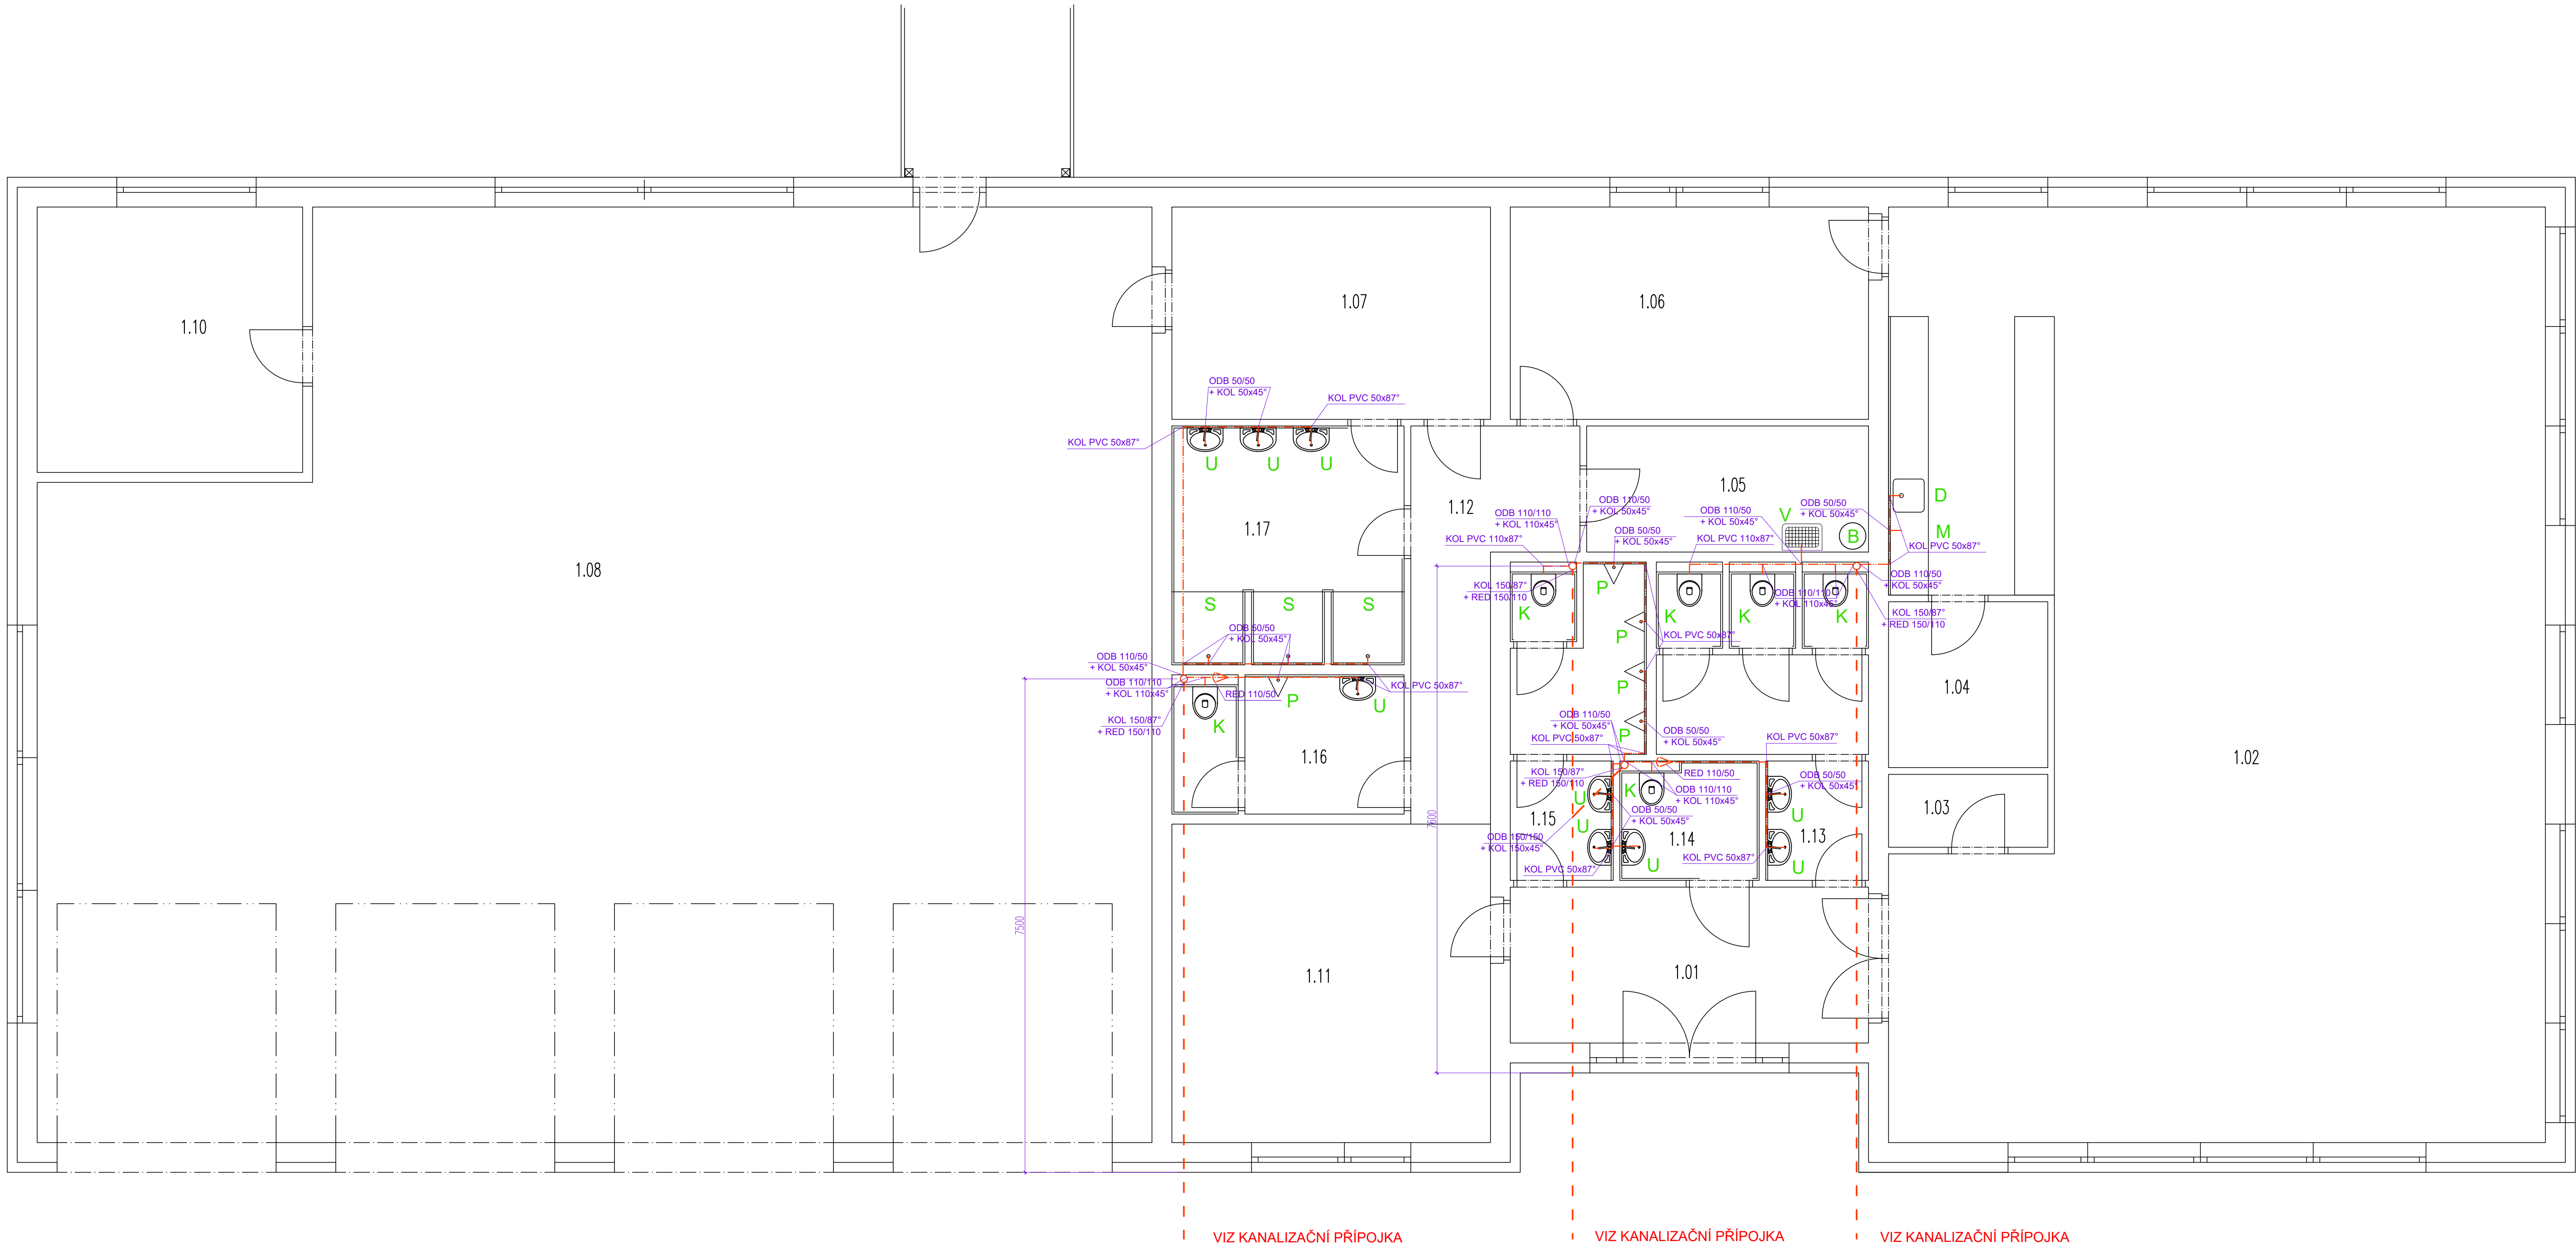 1.10
1.07
1.06
ODB 50/50
+ KOL 50x45°
KOL PVC 50x87°
KOL PVC 50x87°
U
U
U
1.17
1.12
1.05
1.08
ODB 110/110
+ KOL 110x45°
ODB 110/50
+ KOL 50x45°
KOL PVC 110x87°
ODB 50/50
+ KOL 50x45°
ODB 110/50
+ KOL 50x45°
KOL PVC 110x87°
V
B
ODB 50/50
+ KOL 50x45°
D
M
KOL PVC 50x87°
ODB 110/50
+ KOL 50x45°
KOL 150/87°
+ RED 150/110
K
P
P
P
P
K
K
K
ODB 110/110
+ KOL 110x45°
KOL 150/87°
+ RED 150/110
KOL PVC 50x87°
S
S
S
ODB 50/50
+ KOL 50x45°
ODB 110/50
+ KOL 50x45°
ODB 110/110
+ KOL 110x45°
RED 110/50
KOL 150/87°
+ RED 150/110
K
P
U
KOL PVC 50x87°
1.16
1.04
1.02
1.03
ODB 110/50
+ KOL 50x45°
KOL PVC 50x87°
ODB 50/50
+ KOL 50x45°
KOL PVC 50x87°
KOL 150/87°
+ RED 150/110
RED 110/50
ODB 110/110
+ KOL 110x45°
ODB 50/50
+ KOL 50x45°
K
U
U
ODB 50/50
+ KOL 50x45°
U
1.15
1.14
1.13
ODB 150/150
+ KOL 150x45°
KOL PVC 50x87°
U
KOL PVC 50x87°
U
7600
7500
1.11
1.01
VIZ KANALIZAČNÍ PŘÍPOJKA
VIZ KANALIZAČNÍ PŘÍPOJKA
VIZ KANALIZAČNÍ PŘÍPOJKA